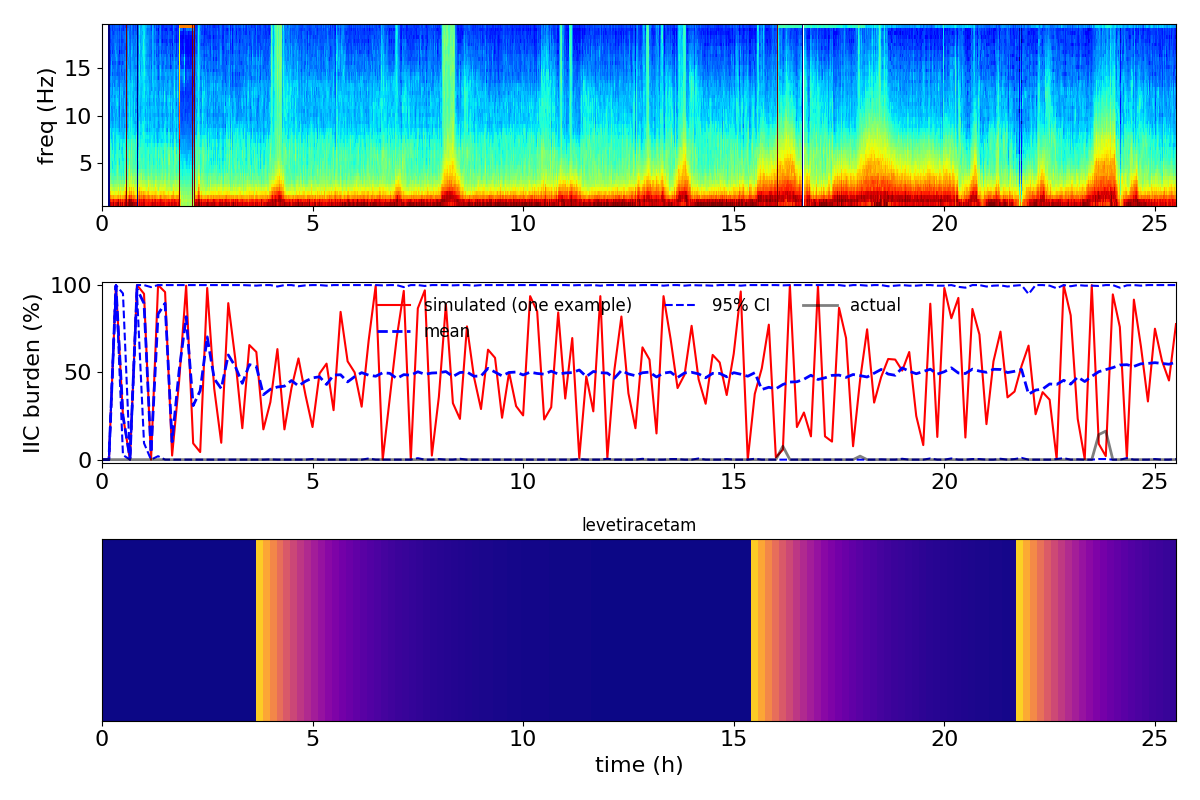 freq (Hz)
15
10
5
0 5 10 15 20 25
IIC burden (%)
100
50
0
simulated (one example) 95% CI actual
mean
0 5 10 15 20 25
levetiracetam
0 5 10 15 20 25
time (h)